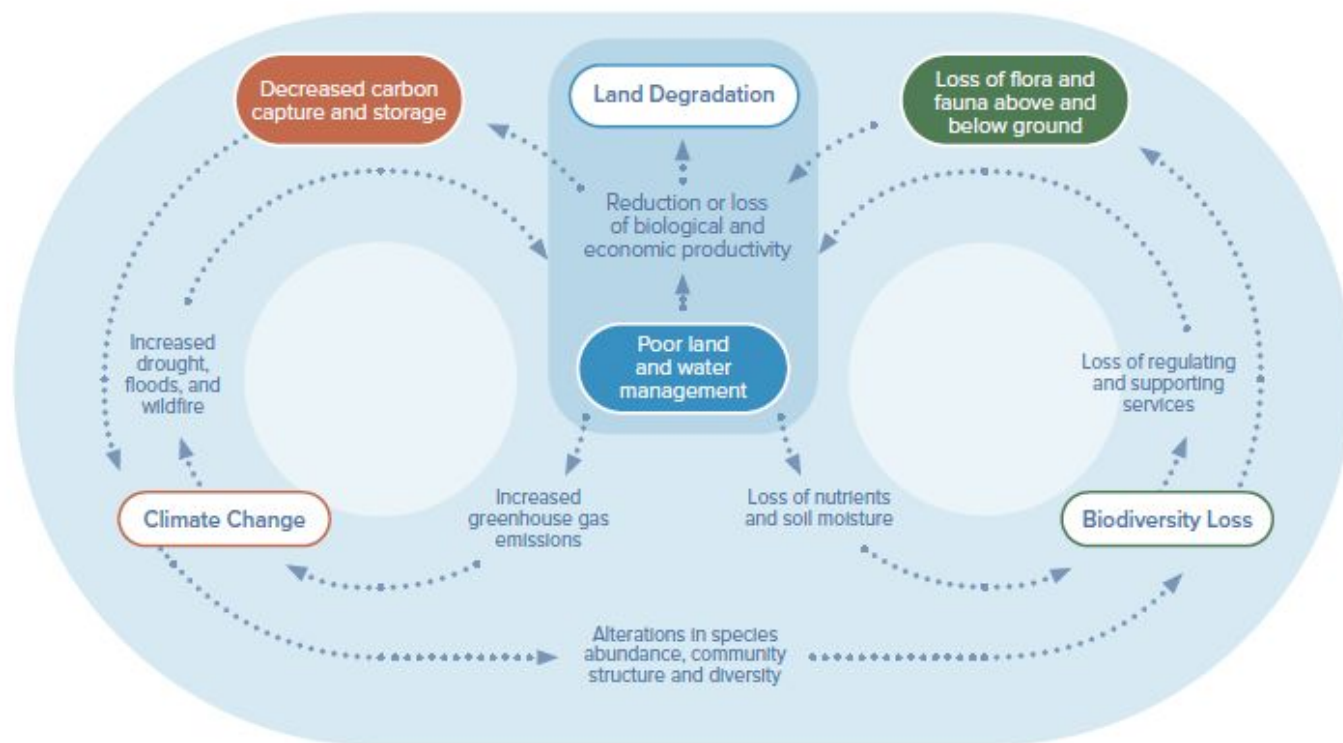 Decreased carbon
capture and storage
Land Degradation
Loss of flora and
fauna above and
below ground
Reduction or loss
of biological and
economic productivity
Increased
drought,
floods, and
wildfire
Poor land
and water
management
Loss of regulating
and supporting
services
Climate Change
Increased
greenhouse gas
emissions
Loss of nutrients
and soil moisture
Biodiversity Loss
Alterations in species
abundance, community
structure and diversity